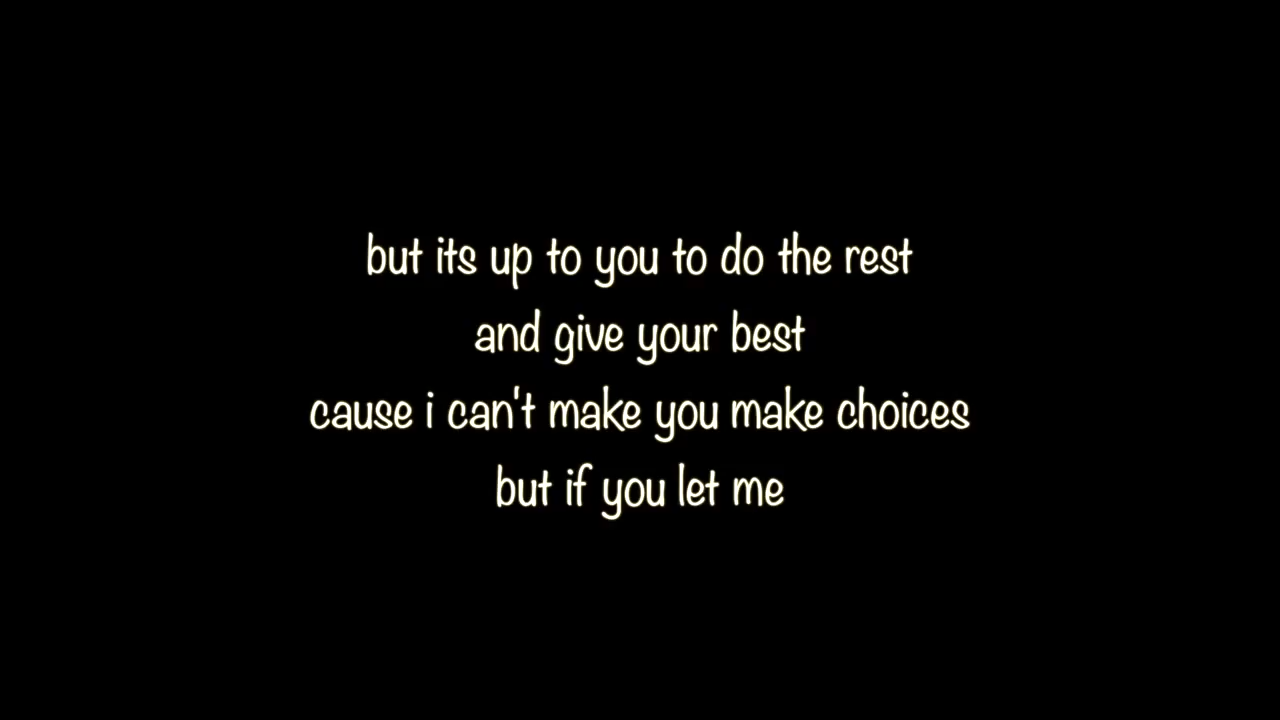 but its up to you to do the rest
and give your best
cause i can't make you make choices
but if you let me